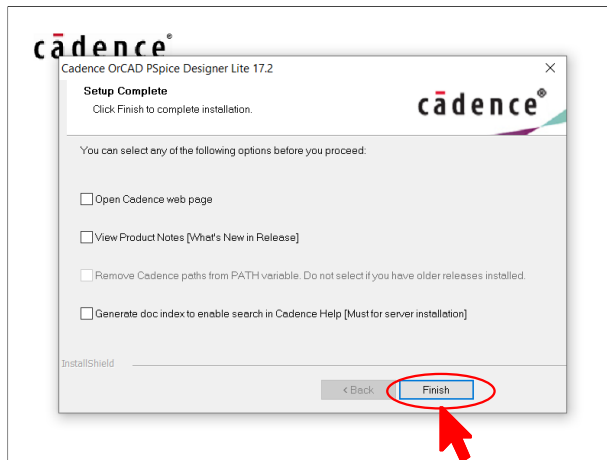 cādence®
Cadence OrCAD PSpice Designer Lite 17.2
Setup Complete
Click Finish to complete installation.
cādence®
You can select any of the following options before you proceed:
Open Cadence web page
View Product Notes [What's New in Release]
Remove Cadence paths from PATH variable. Do not select if you have older releases installed.
Generate doc index to enable search in Cadence Help [Must for server installation]
InstallShield
< Back
Finish